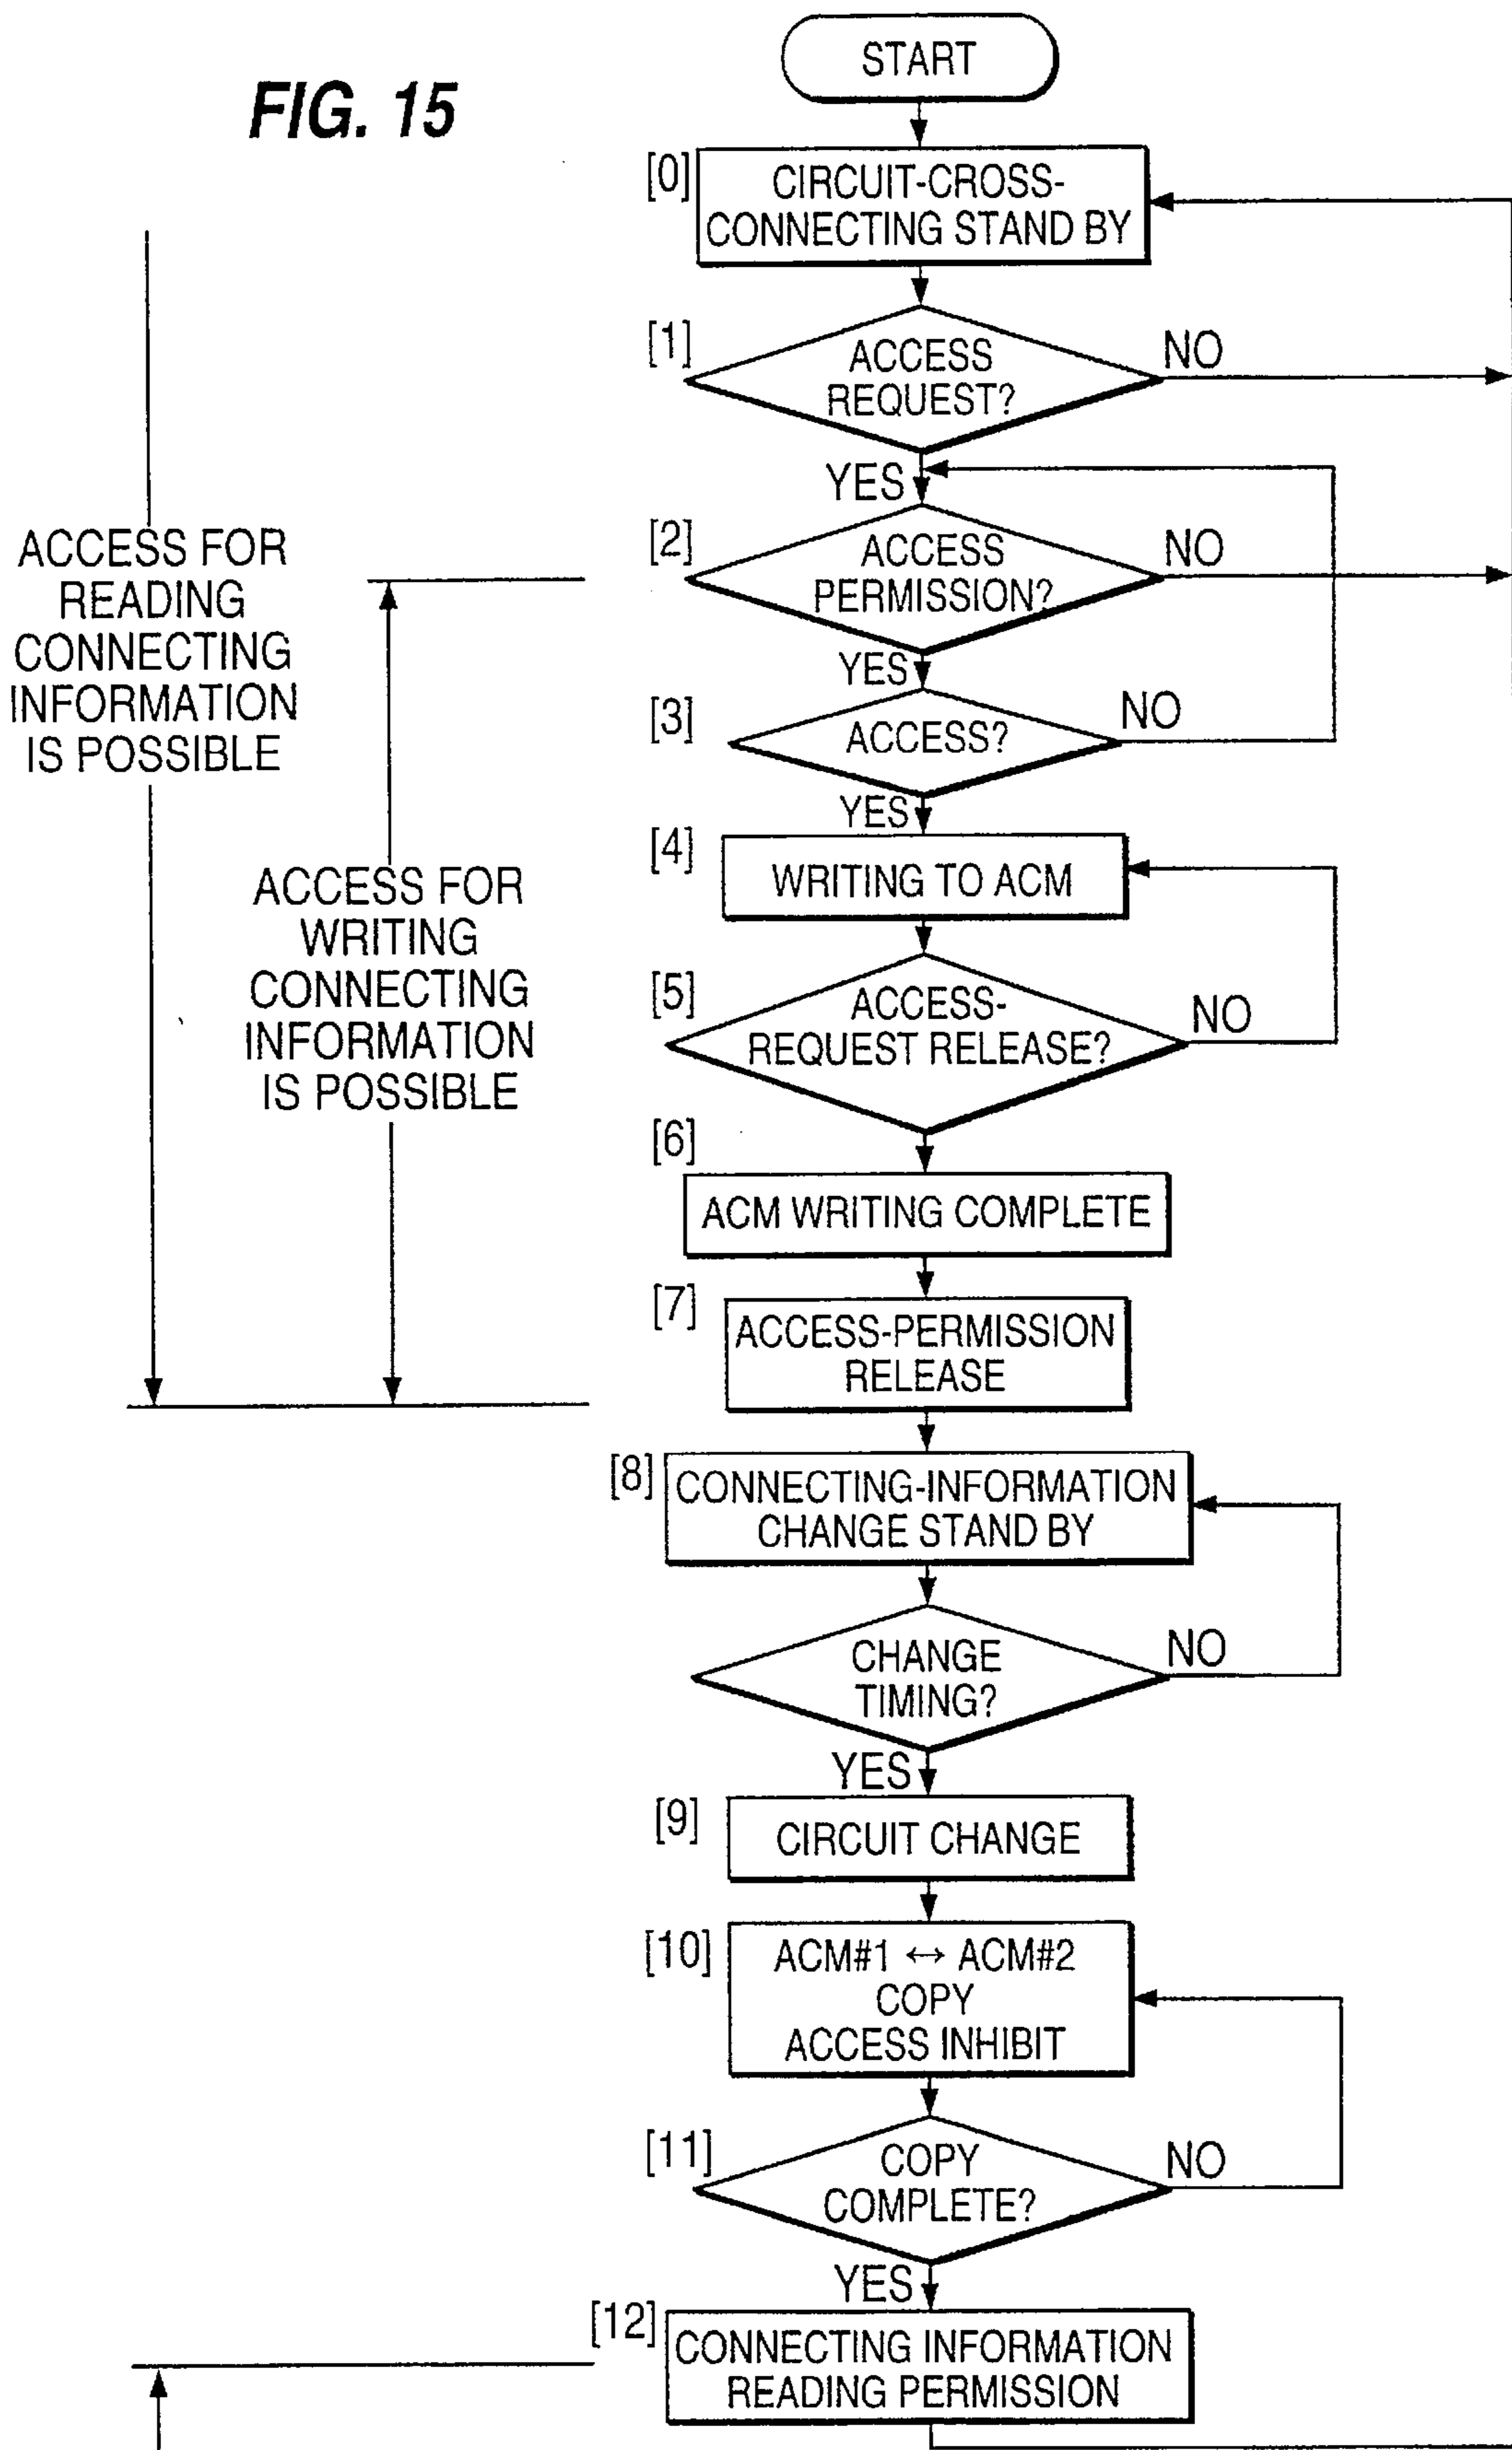 FIG. 15
START
[0]
CIRCUIT-CROSS-
CONNECTING STAND BY
[1]
ACCESS
REQUEST?
NO
YES
[2]
ACCESS
PERMISSION?
NO
YES
[3]
ACCESS?
NO
YES
[4]
WRITING TO ACM
[5]
ACCESS-
REQUEST RELEASE?
NO
[6]
ACM WRITING COMPLETE
[7]
ACCESS-PERMISSION
RELEASE
ACCESS FOR
READING
CONNECTING
INFORMATION
IS POSSIBLE
ACCESS FOR
WRITING
CONNECTING
INFORMATION
IS POSSIBLE
[8]
CONNECTING-INFORMATION
CHANGE STAND BY
CHANGE
TIMING?
NO
YES
[9]
CIRCUIT CHANGE
[10]
ACM#1 ↔ ACM#2
COPY
ACCESS INHIBIT
[11]
COPY
COMPLETE?
NO
YES
[12]
CONNECTING INFORMATION
READING PERMISSION